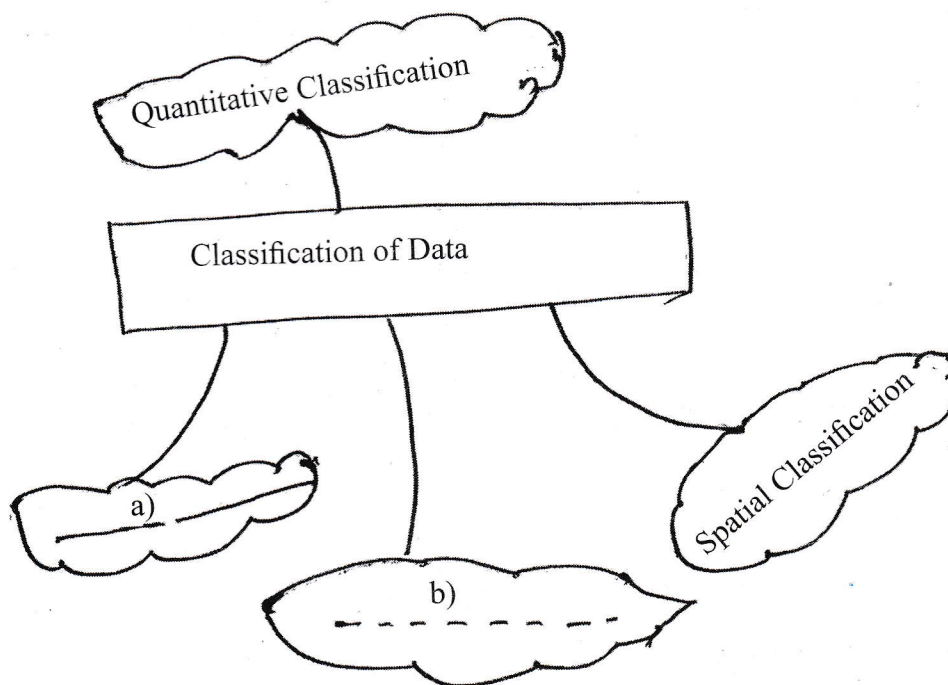 Quantitative Classification
Classification of Data
a)
b)
Spatial Classification